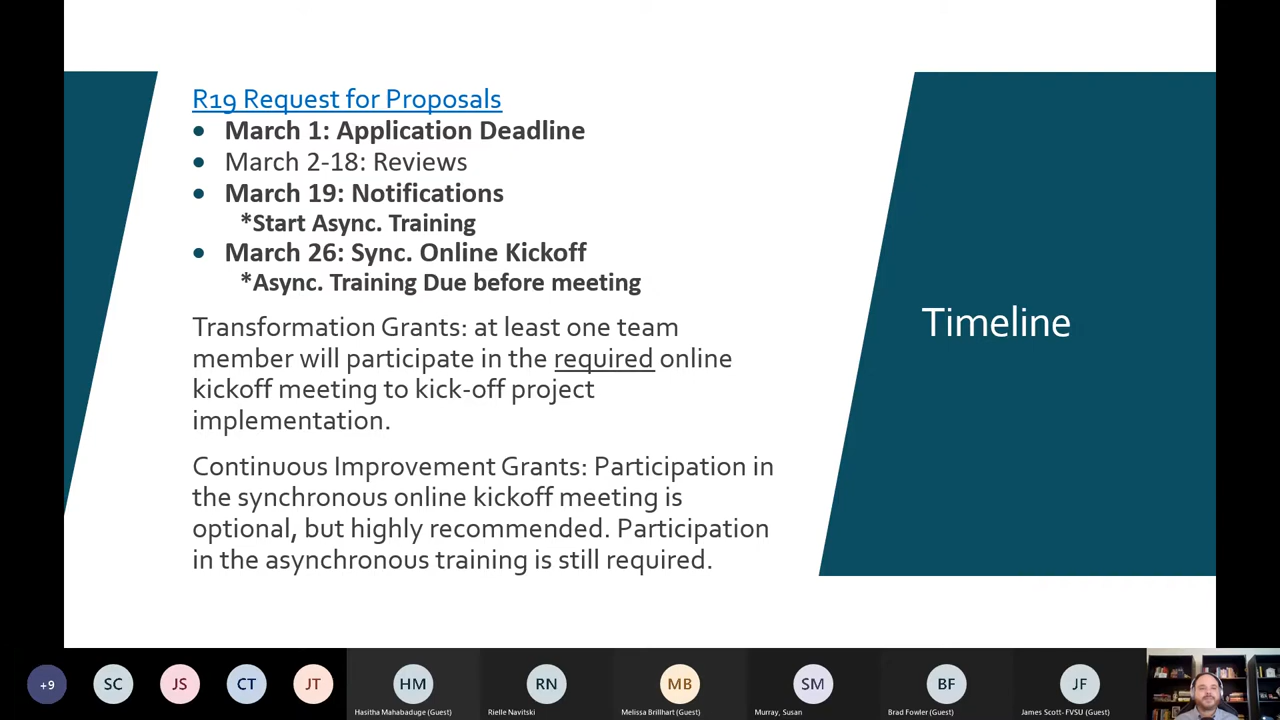 R19 Request for Proposals
• March 1: Application Deadline
• March 2-18: Reviews
• March 19: Notifications
*Start Async. Training
• March 26: Sync. Online Kickoff
*Async. Training Due before meeting
Transformation Grants: at least one team
member will participate in the required online
kickoff meeting to kick-off project
implementation.
Continuous Improvement Grants: Participation in
the synchronous online kickoff meeting is
optional, but highly recommended. Participation
in the asynchronous training is still required.
Timeline
+9 SC JS CT JT HM RN MB SM BF JF
Hasitha Mahabaduge (Guest) Rielle Navitski Melissa Brillhart (Guest) Murray, Susan Brad Fowler (Guest) James Scott- FVSU (Guest)